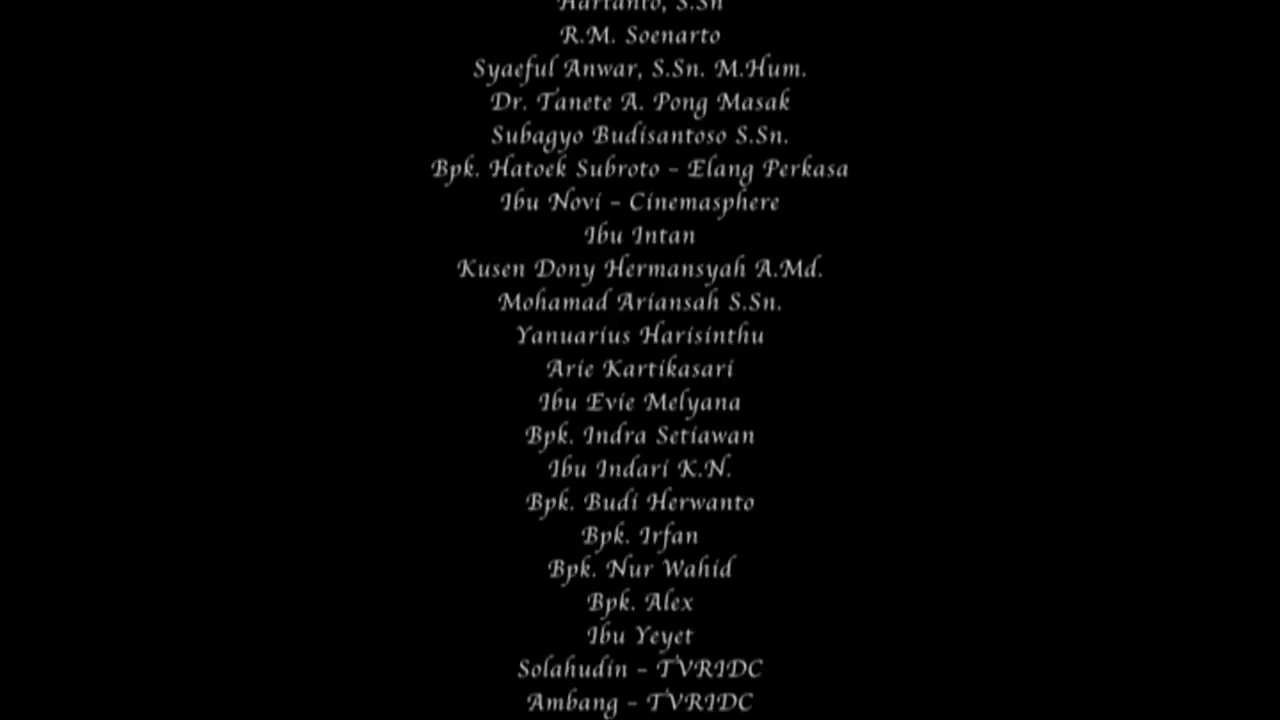 Hartanto, S.Sn
R.M. Soenarto
Syaeful Anwar, S.Sn. M.Hum.
Dr. Tanete A. Pong Masak
Subagyo Budisantoso S.Sn.
Bpk. Hatoek Subroto - Elang Perkasa
Ibu Novi - Cinemasphere
Ibu Intan
Kusen Dony Hermansyah A.Md.
Mohamad Ariansah S.Sn.
Yanuarius Harisinthu
Arie Kartikasari
Ibu Evie Melyana
Bpk. Indra Setiawan
Ibu Indari K.N.
Bpk. Budi Herwanto
Bpk. Irfan
Bpk. Nur Wahid
Bpk. Alex
Ibu Yeyet
Solahudin - TVRIDC
Ambang - TVRIDC